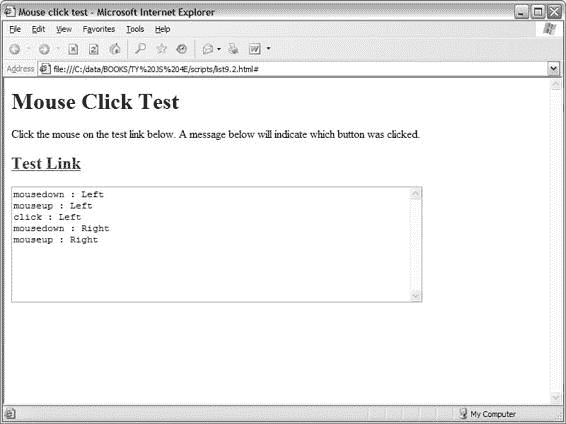 Mouse click test - Microsoft Internet Explorer
File Edit View Favorites Tools Help
Address file:///C:/data/BOOKS/TY%20JS%204E/scripts/list9.2.html#
Mouse Click Test
Click the mouse on the test link below. A message below will indicate which button was clicked.
Test Link
mousedown : Left
mouseup : Left
click : Left
mousedown : Right
mouseup : Right
My Computer